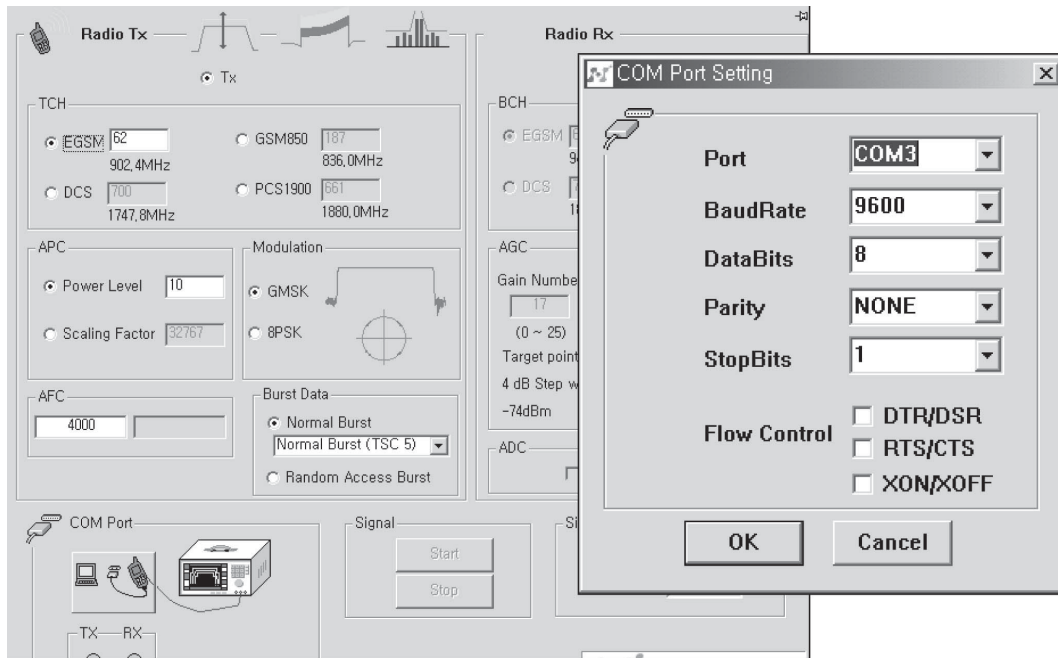 Radio Tx
Tx
TCH
EGSM 62
902,4MHz
GSM850 187
836,0MHz
DCS 700
1747,8MHz
PCS1900 661
1880,0MHz
APC
Power Level 10
Scaling Factor 32767
Modulation
GMSK
8PSK
AFC
4000
Burst Data
Normal Burst
Normal Burst (TSC 5)
Random Access Burst
Radio Rx
BCH
EGSM
DCS
AGC
Gain Numbe
17
(0 ~ 25)
Target point
4 dB Step w
-74dBm
ADC
COM Port
TX RX
Signal
Start
Stop
Si
COM Port Setting
Port COM3
BaudRate 9600
DataBits 8
Parity NONE
StopBits 1
Flow Control
DTR/DSR
RTS/CTS
XON/XOFF
OK
Cancel